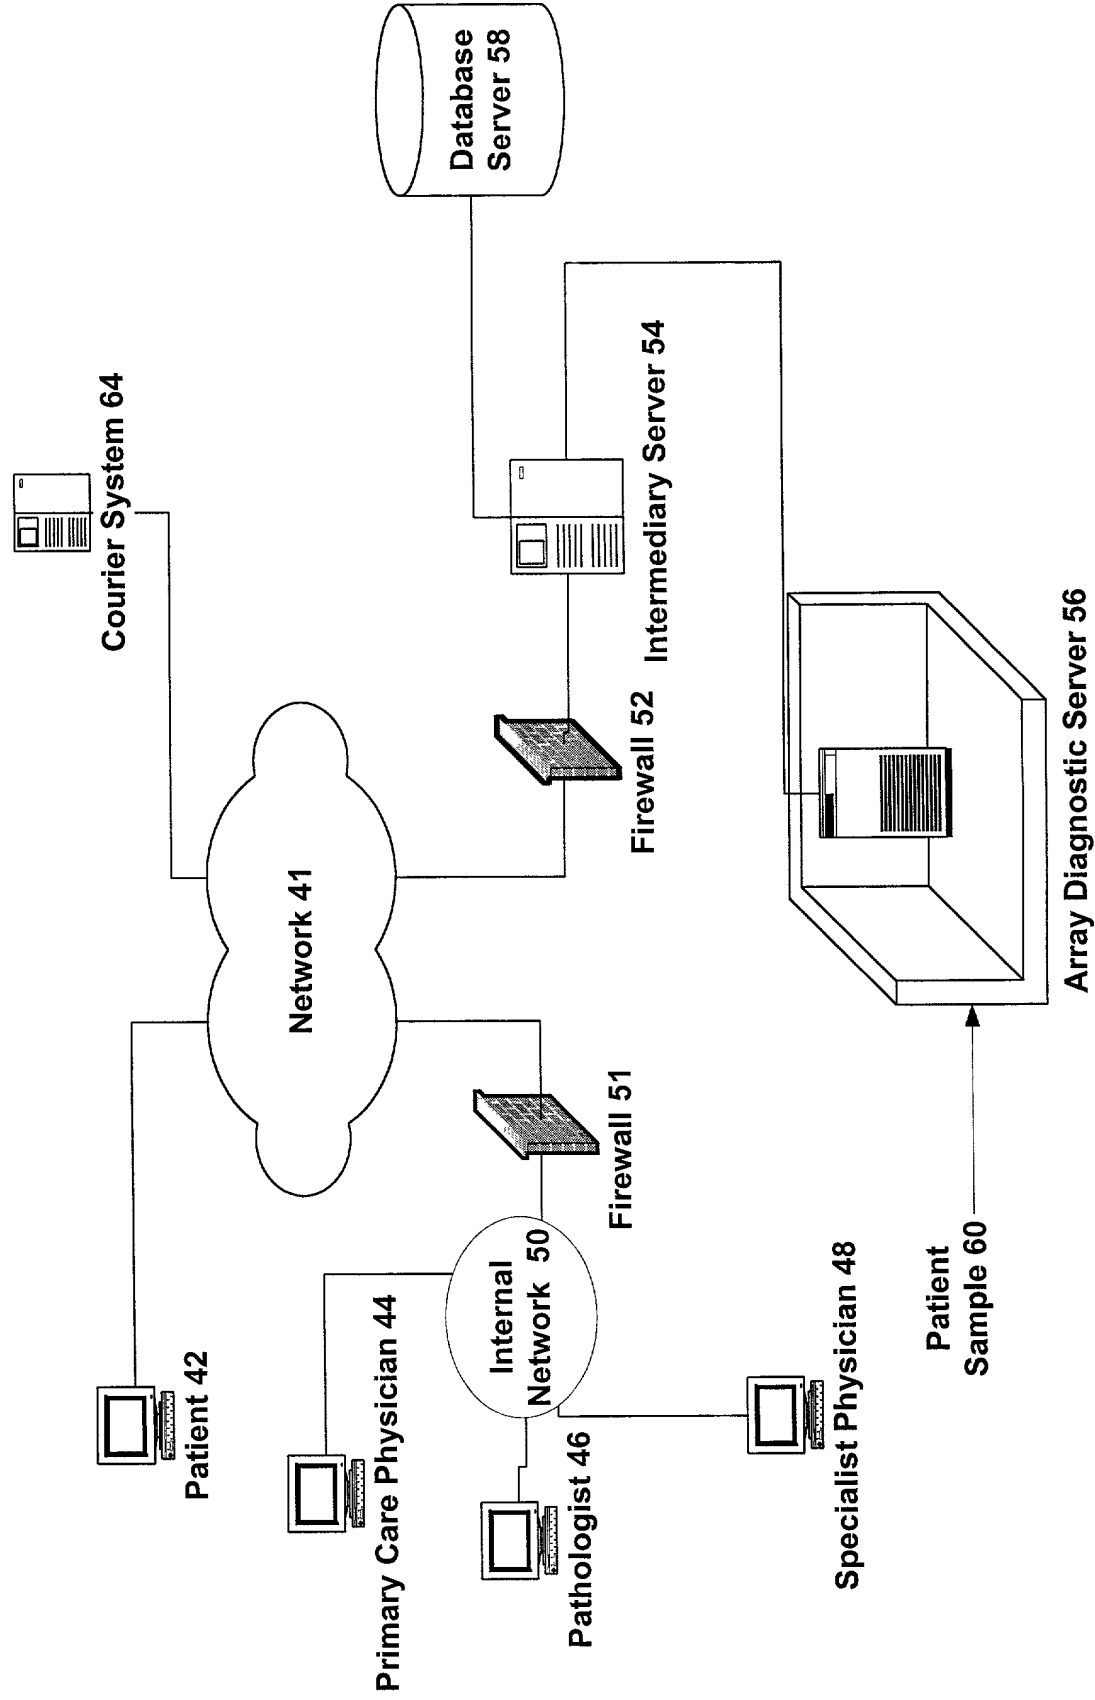 Courier System 64
Database
Server 58
Patient 42
Network 41
Primary Care Physician 44
Internal
Network 50
Firewall 51
Firewall 52
Intermediary Server 54
Pathologist 46
Specialist Physician 48
Patient
Sample 60
Array Diagnostic Server 56